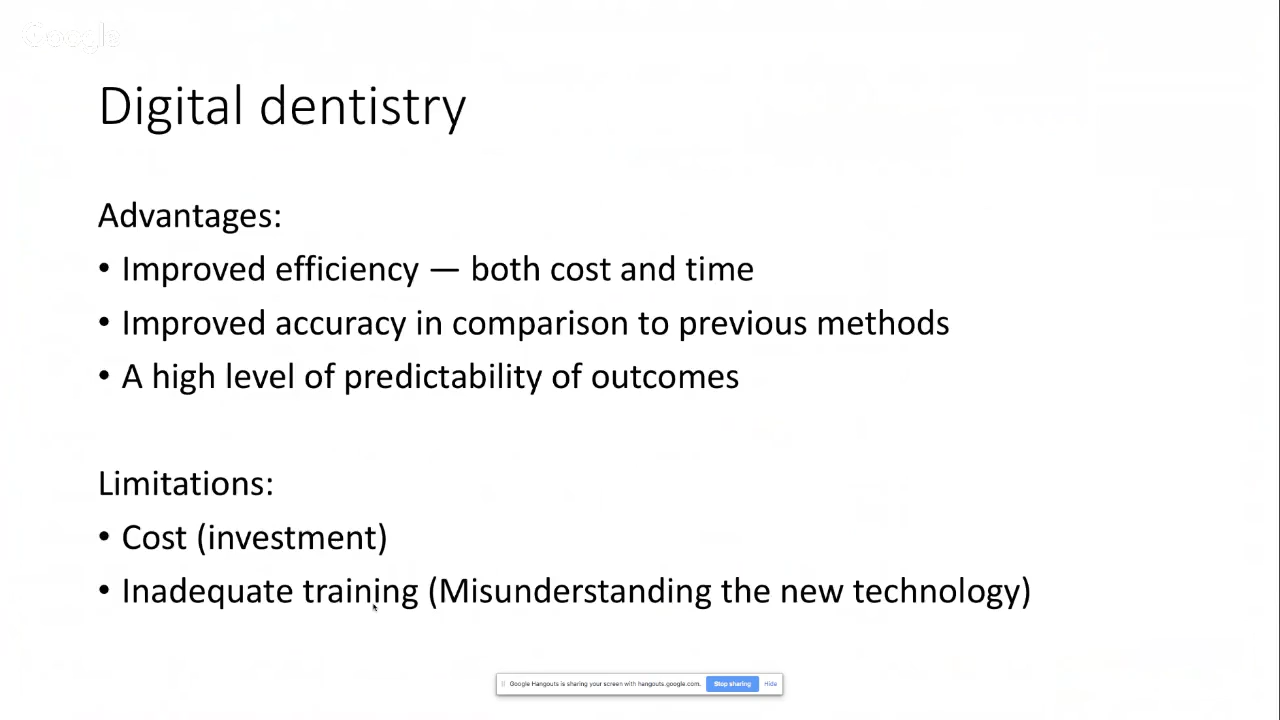 Google
Digital dentistry
Advantages:
• Improved efficiency — both cost and time
• Improved accuracy in comparison to previous methods
• A high level of predictability of outcomes
Limitations:
• Cost (investment)
• Inadequate training (Misunderstanding the new technology)
Google Hangouts is sharing your screen with hangouts.google.com. Stop sharing Hide